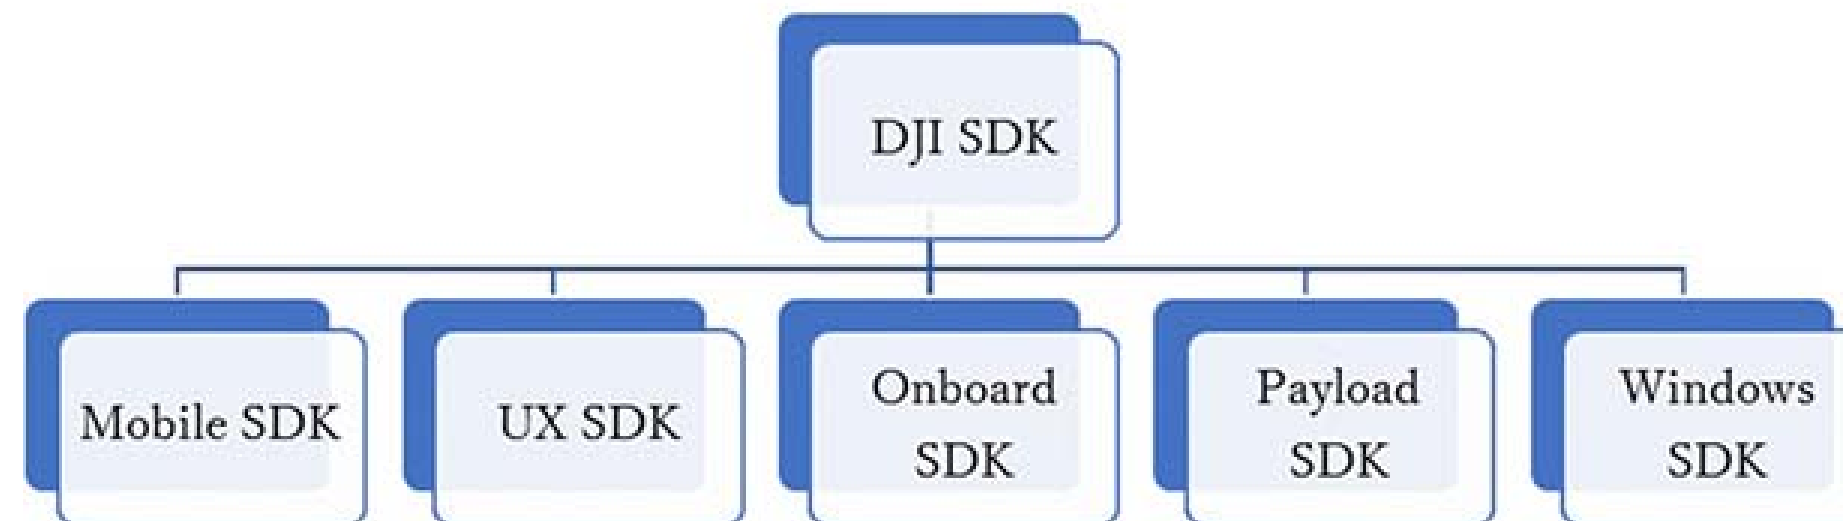 DJI SDK
Mobile SDK
UX SDK
Onboard
SDK
Payload
SDK
Windows
SDK